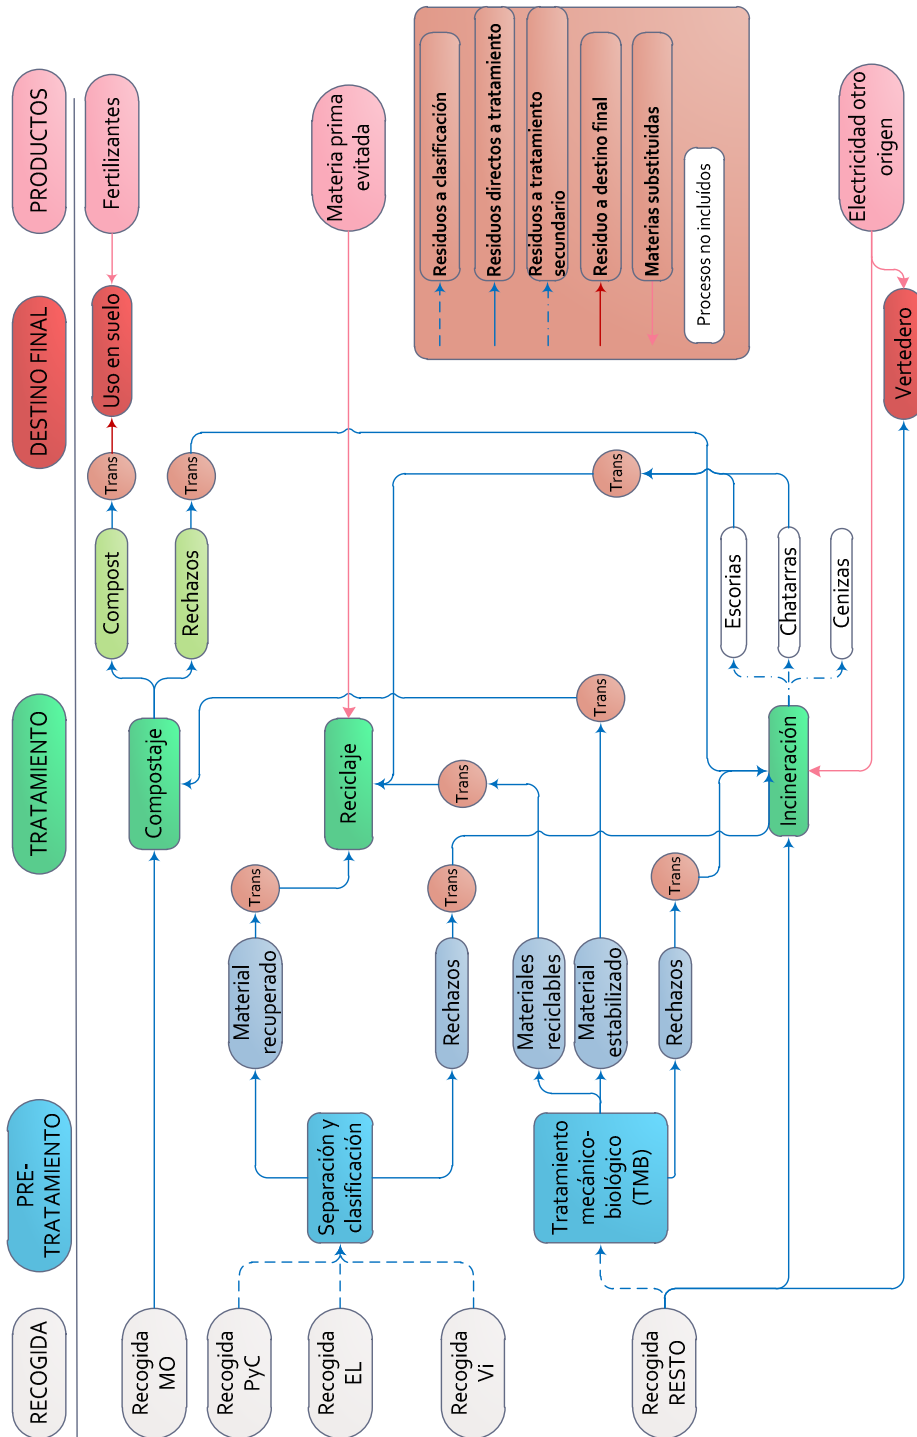 RECOGIDA
PRE-
TRATAMIENTO
TRATAMIENTO
DESTINO FINAL
PRODUCTOS
Recogida
MO
Compostaje
Compost
Rechazos
Trans
Trans
Uso en suelo
Fertilizantes
Recogida
PyC
Recogida
EL
Recogida
Vi
Separación y
clasificación
Material
recuperado
Rechazos
Trans
Trans
Reciclaje
Trans
Materia prima
evitada
Recogida
RESTO
Tratamiento
mecánico-
biológico
(TMB)
Materiales
reciclables
Material
estabilizado
Rechazos
Trans
Trans
Incineración
Escorias
Chatarras
Cenizas
Trans
Vertedero
Electricidad otro
origen
Residuos a clasificación
Residuos directos a tratamiento
Residuos a tratamiento
secundario
Residuo a destino final
Materias substituidas
Procesos no incluídos